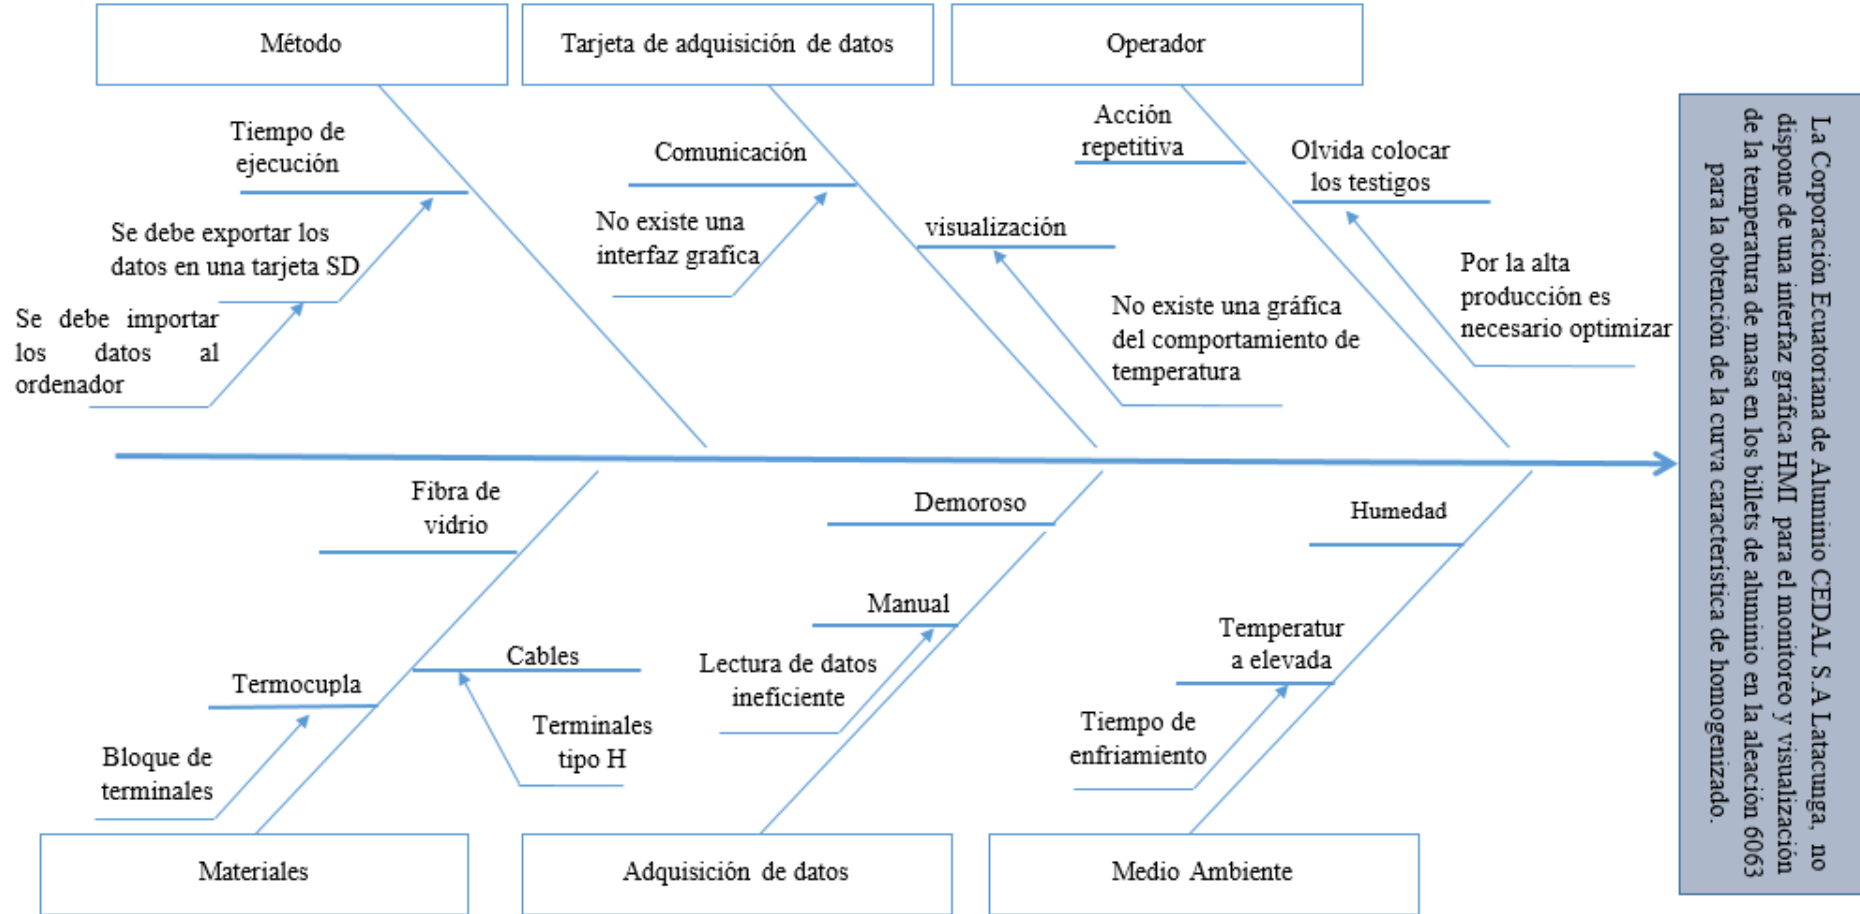 Método
Tarjeta de adquisición de datos
Operador
Tiempo de
ejecución
Se debe exportar los
datos en una tarjeta SD
Se debe importar
los datos al
ordenador
Comunicación
No existe una
interfaz grafica
visualización
No existe una gráfica
del comportamiento de
temperatura
Acción
repetitiva
Olvida colocar
los testigos
Por la alta
producción es
necesario optimizar
La Corporación Ecuatoriana de Aluminio CEDAL S.A Latacunga, no
dispone de una interfaz gráfica HMI para el monitoreo y visualización
de la temperatura de masa en los billets de aluminio en la aleación 6063
para la obtención de la curva característica de homogenizado.
Fibra de
vidrio
Cables
Termocupla
Terminales
tipo H
Bloque de
terminales
Demoroso
Manual
Lectura de datos
ineficiente
Humedad
Temperatur
a elevada
Tiempo de
enfriamiento
Materiales
Adquisición de datos
Medio Ambiente